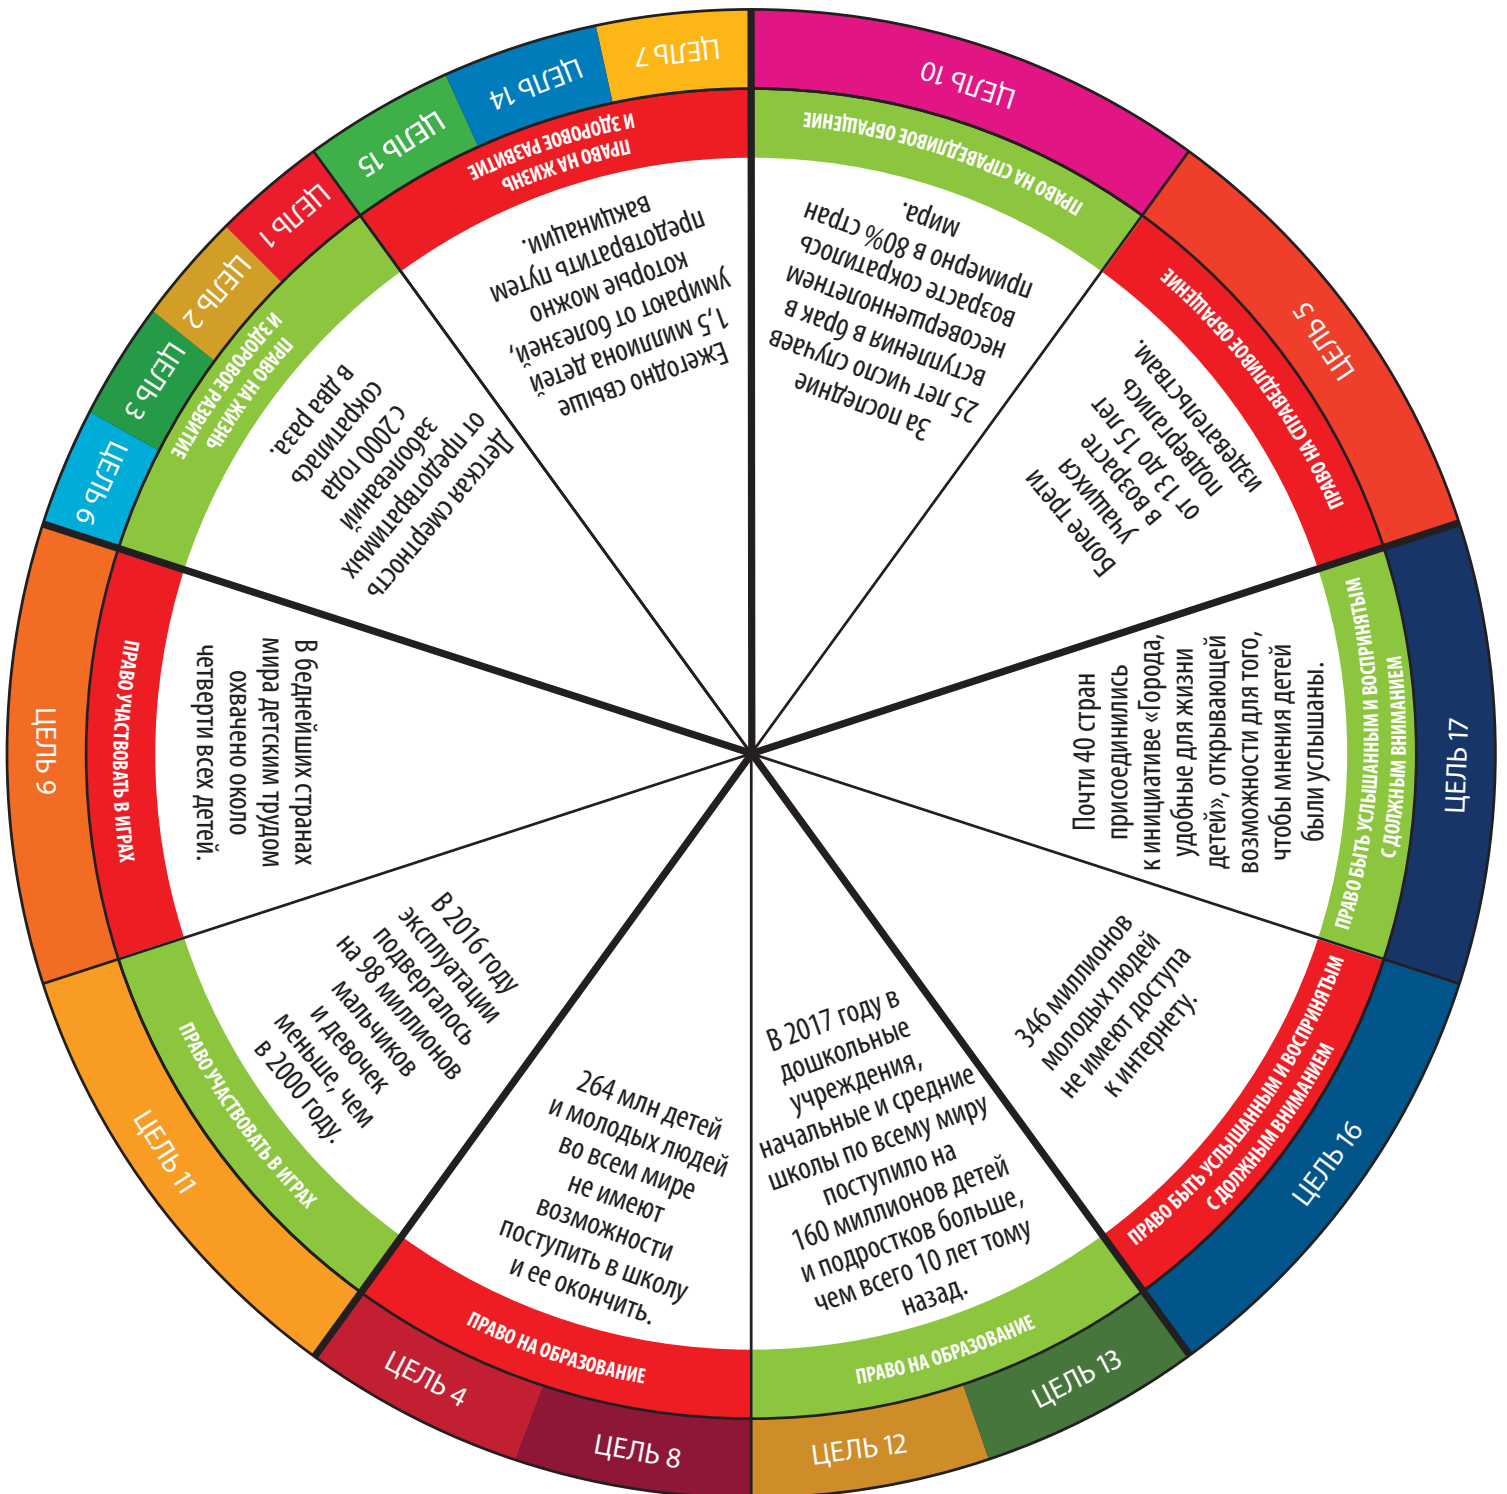 ЦЕЛЬ 10
ПРАВО НА СПРАВЕДЛИВОЕ ОБРАЩЕНИЕ
За последние
25 лет число случаев
вступления в брак в
несовершеннолетнем
возрасте сократилось
примерно в 80% стран
мира.
ЦЕЛЬ 5
ПРАВО НА СПРАВЕДЛИВОЕ ОБРАЩЕНИЕ
Более трети
учащихся
в возрасте
от 13 до 15 лет
подвергались
издевательствам.
ЦЕЛЬ 17
ПРАВО БЫТЬ УСЛЫШАННЫМ И ВОСПРИНЯТЫМ
С ДОЛЖНЫМ ВНИМАНИЕМ
Почти 40 стран
присоединились
к инициативе «Города,
удобные для жизни
детей», открывающей
возможности для того,
чтобы мнения детей
были услышаны.
ЦЕЛЬ 16
ПРАВО БЫТЬ УСЛЫШАННЫМ И ВОСПРИНЯТЫМ
С ДОЛЖНЫМ ВНИМАНИЕМ
346 миллионов
молодых людей
не имеют доступа
к интернету.
ЦЕЛЬ 13
ЦЕЛЬ 12
ПРАВО НА ОБРАЗОВАНИЕ
В 2017 году в
дошкольные
учреждения,
начальные и средние
школы по всему миру
поступило на
160 миллионов детей
и подростков больше,
чем всего 10 лет тому
назад.
ЦЕЛЬ 8
ЦЕЛЬ 4
ПРАВО НА ОБРАЗОВАНИЕ
264 млн детей
и молодых людей
во всем мире
не имеют
возможности
поступить в школу
и ее окончить.
ЦЕЛЬ 11
ПРАВО УЧАСТВОВАТЬ В ИГРАХ
В 2016 году
эксплуатации
подвергалось
на 98 миллионов
мальчиков
и девочек
меньше, чем
в 2000 году.
ЦЕЛЬ 9
ПРАВО УЧАСТВОВАТЬ В ИГРАХ
В беднейших странах
мира детским трудом
охвачено около
четверти всех детей.
ЦЕЛЬ 6
ЦЕЛЬ 3
ЦЕЛЬ 2
ЦЕЛЬ 1
ПРАВО НА ЖИЗНЬ
И ЗДОРОВОЕ РАЗВИТИЕ
Детская смертность
от предотвратимых
заболеваний
с 2000 года
сократилась
в два раза.
ЦЕЛЬ 15
ЦЕЛЬ 14
ЦЕЛЬ 7
ПРАВО НА ЖИЗНЬ
И ЗДОРОВОЕ РАЗВИТИЕ
Ежегодно свыше
1,5 миллиона детей
умирают от болезней,
которые можно
предотвратить путем
вакцинации.